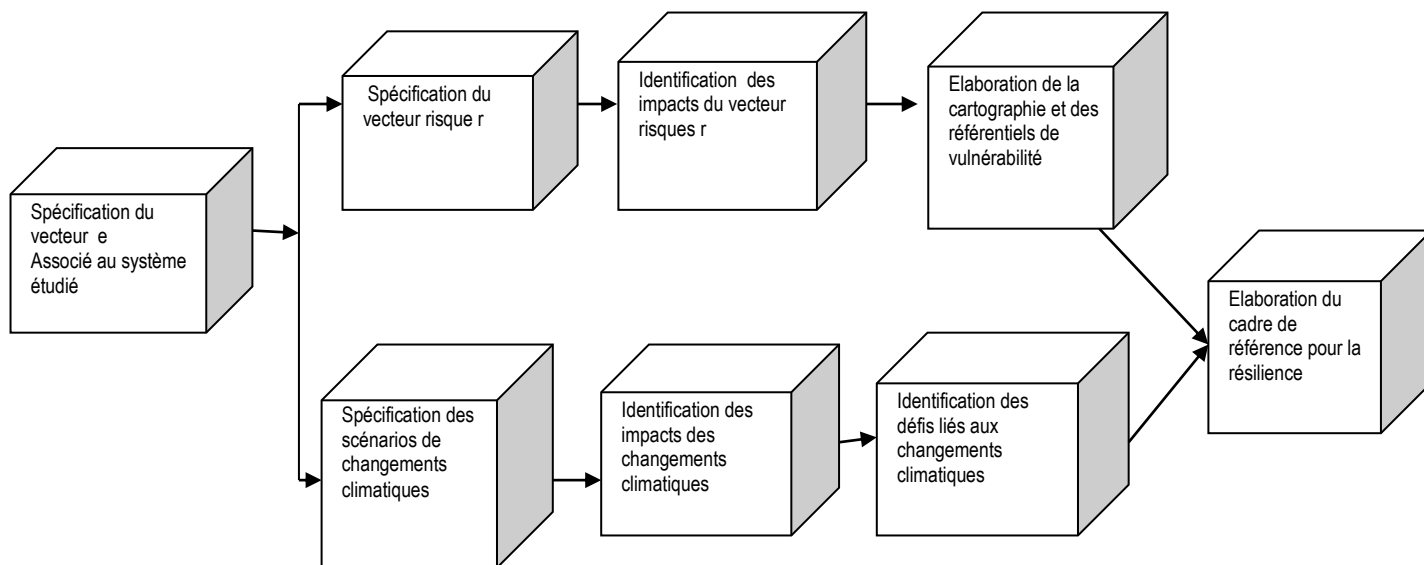 Spécification du
vecteur risque r
Identification des
impacts du vecteur
risques r
Elaboration de la
cartographie et des
référentiels de
vulnérabilité
Spécification du
vecteur e
Associé au système
étudié
Elaboration du
cadre de
référence pour la
résilience
Spécification des
scénarios de
changements
climatiques
Identification des
impacts des
changements
climatiques
Identification des
défis liés aux
changements
climatiques